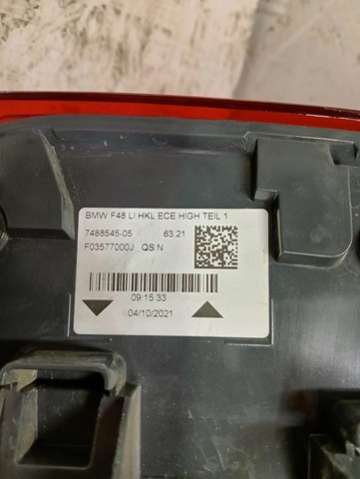 BMW F48 LI HKL ECE HIGH TEIL 1
7488545-05 63.21
F03577000J QS:N
09:15:33
04/10/2021